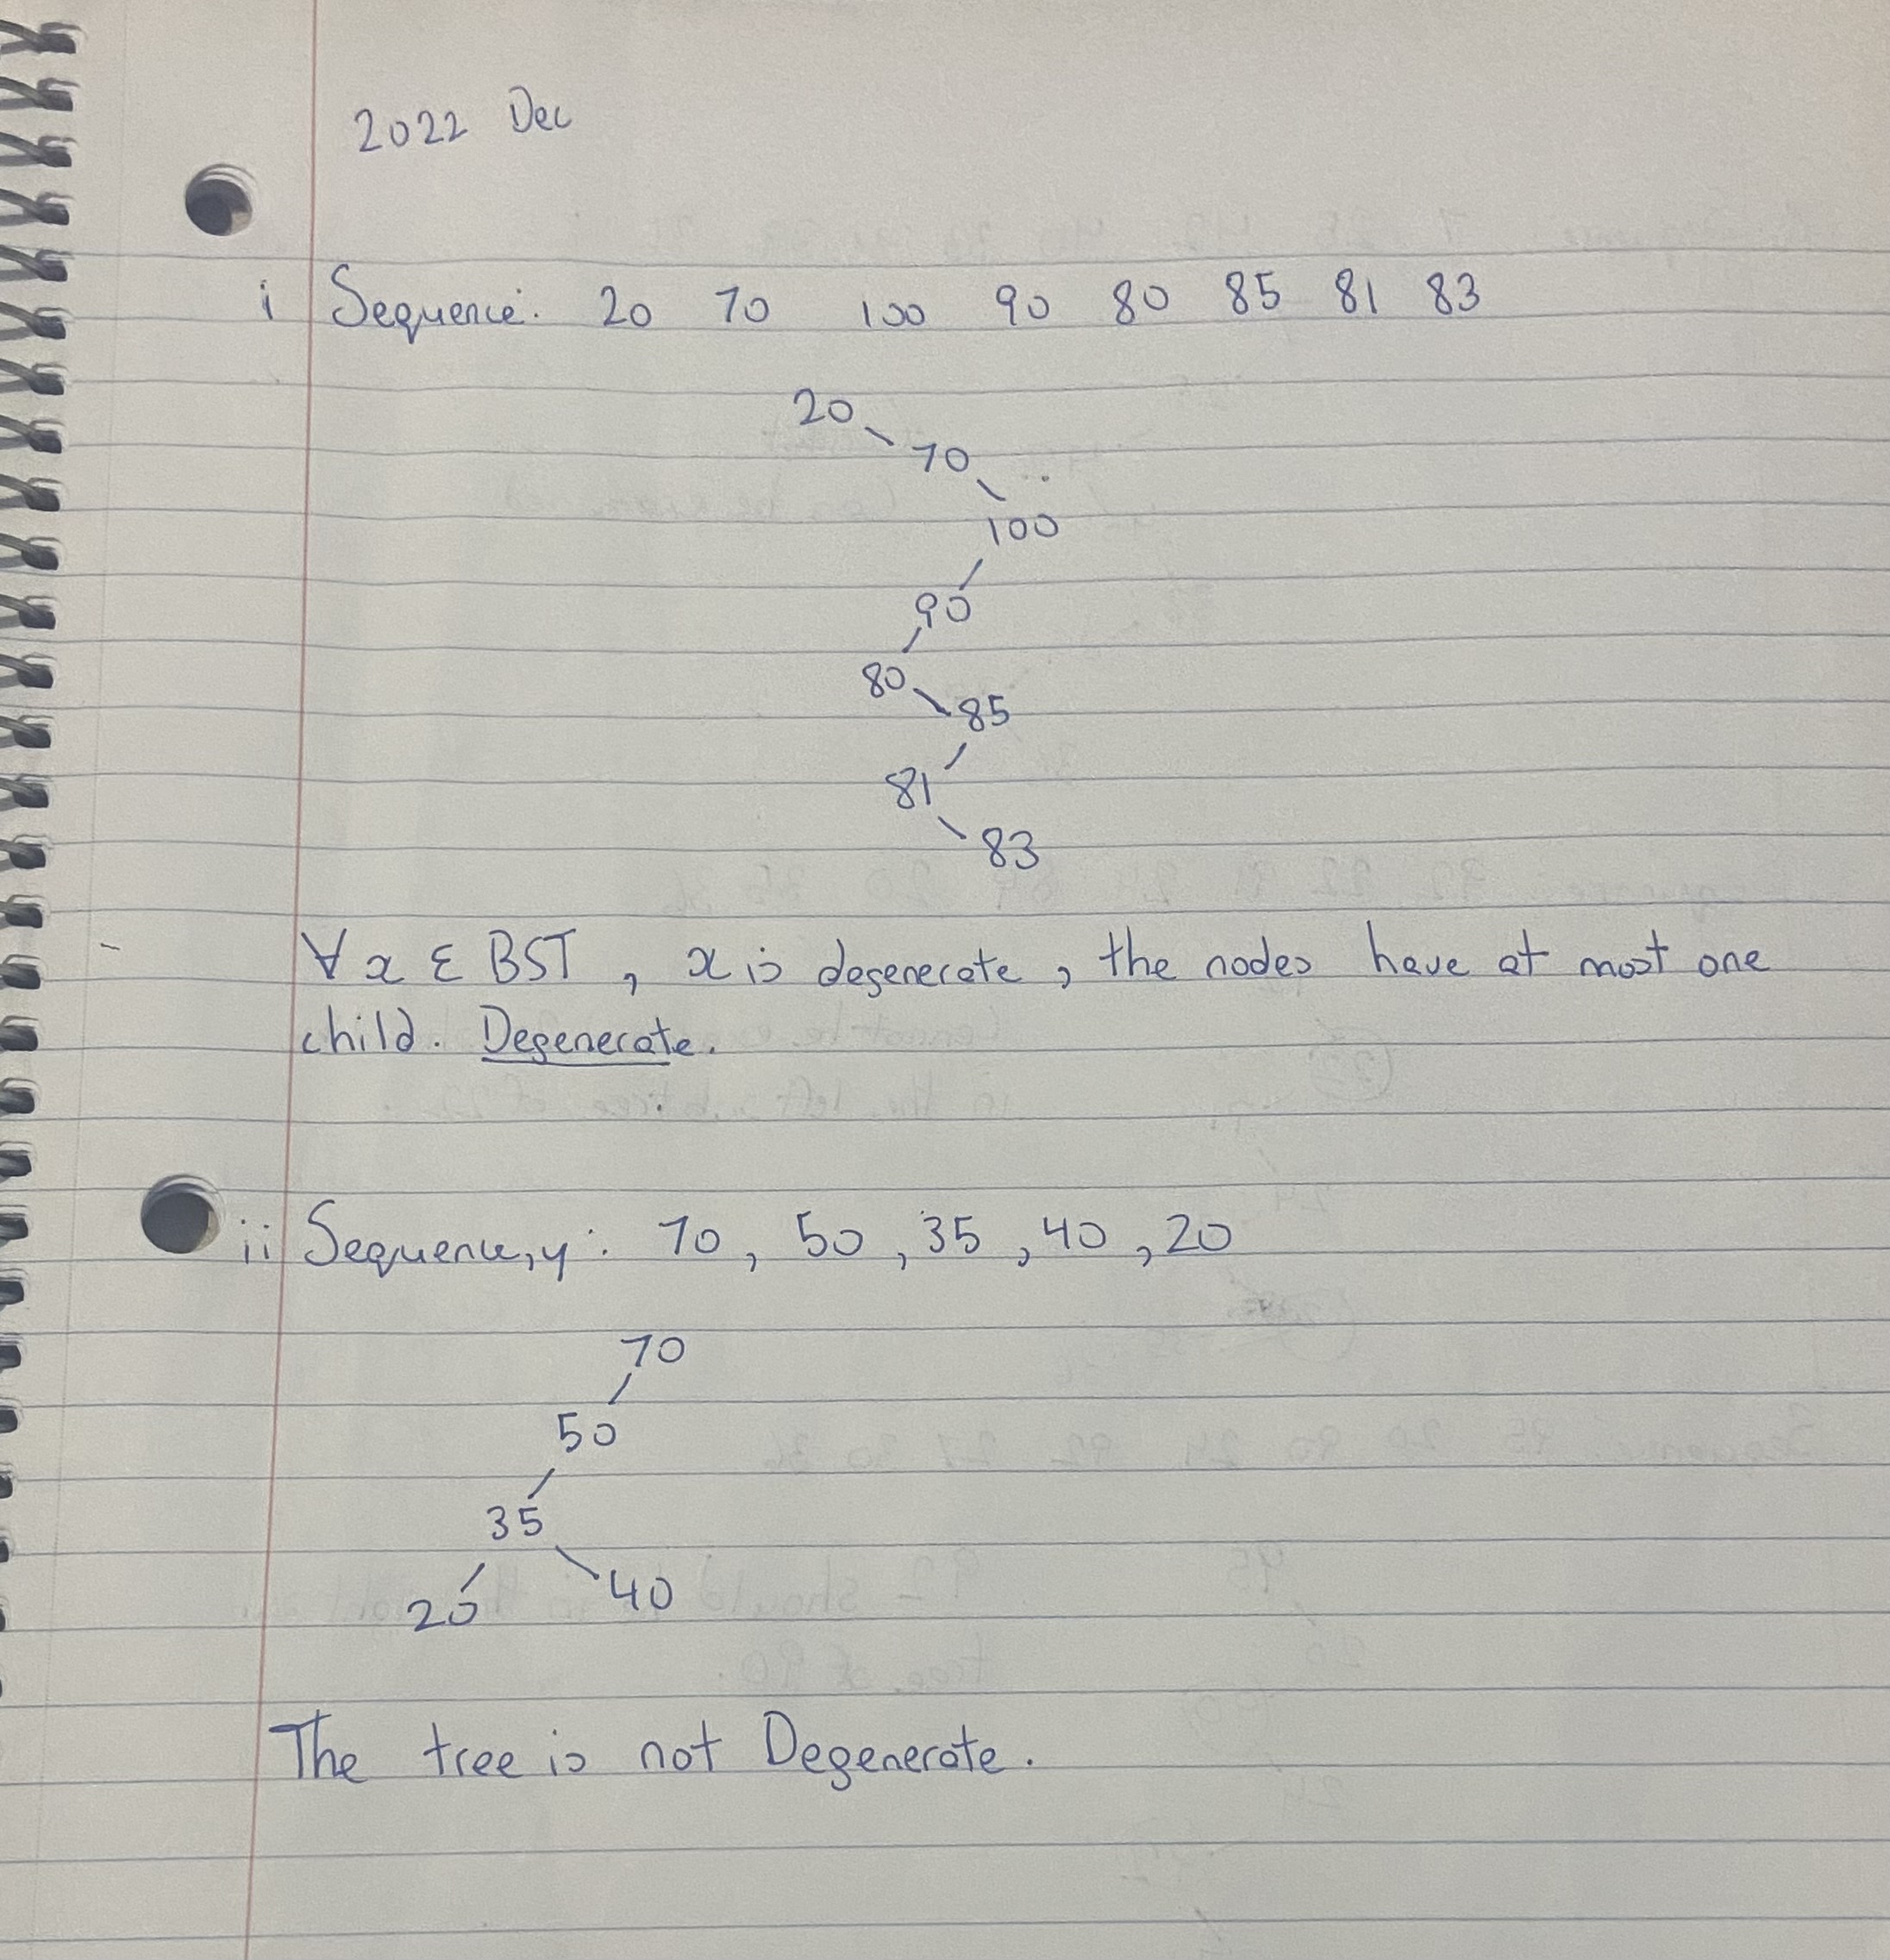 2022 Dec
i Sequence: 20 70 100 90 80 85 81 83
20
70
100
90
80
85
81
83
∀ x ε BST, x is degenerate, the nodes have at most one
child. Degenerate.
ii Sequence, y: 70, 50, 35, 40, 20
70
50
35
20 40
The tree is not Degenerate.